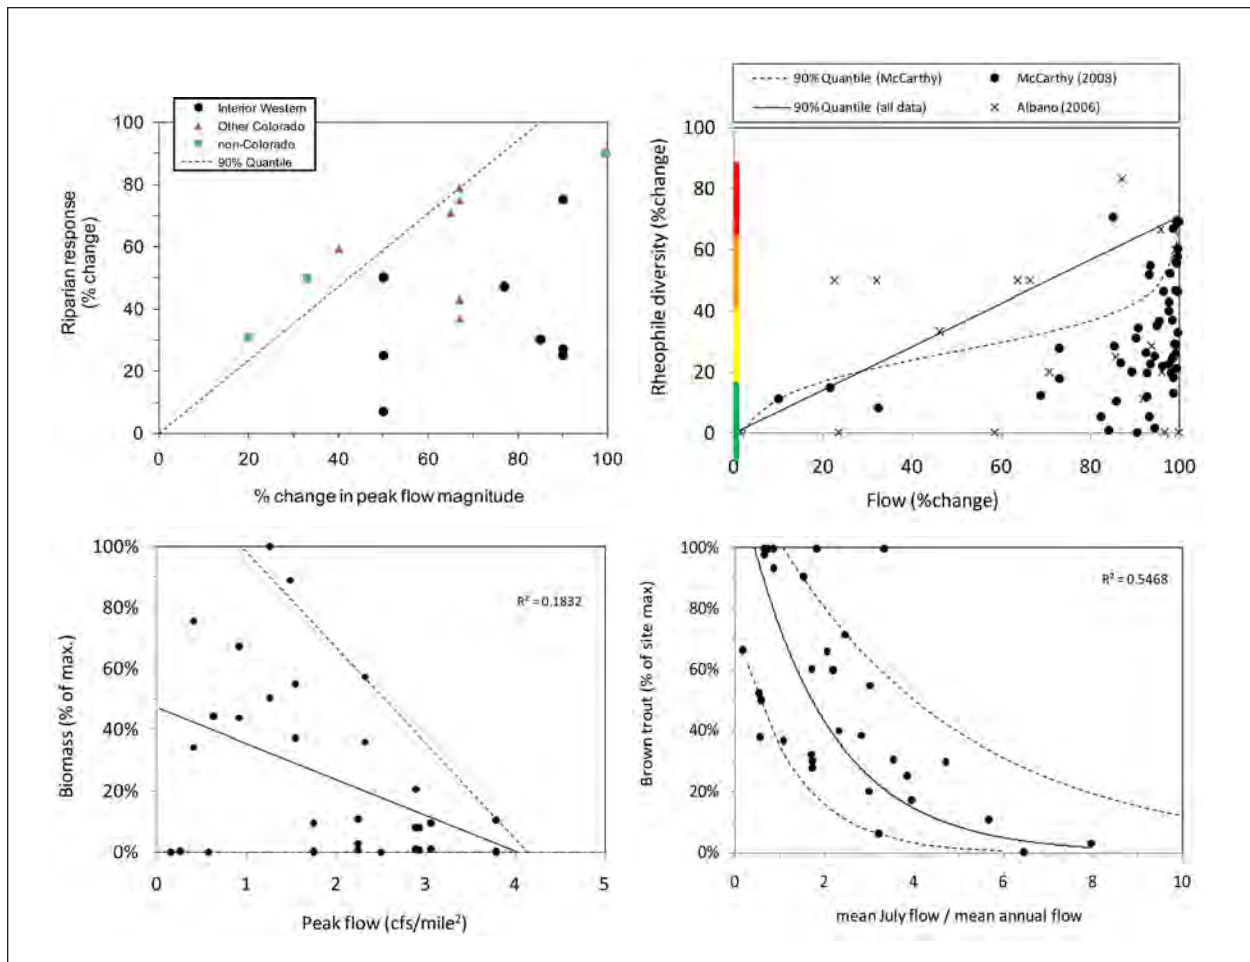 Interior Western
Other Colorado
non-Colorado
90% Quantile
100
80
60
40
20
0
Riparian response
(% change)
0 20 40 60 80 100
% change in peak flow magnitude
90% Quantile (McCarthy) McCarthy (2008)
90% Quantile (all data) Albano (2006)
100
80
60
40
20
0
Rheophile diversity (%change)
0 20 40 60 80 100
Flow (%change)
100%
80%
60%
40%
20%
0%
Biomass (% of max.)
R² = 0.1832
0 1 2 3 4 5
Peak flow (cfs/mile²)
100%
80%
60%
40%
20%
0%
Brown trout (% of site max)
R² = 0.5468
0 2 4 6 8 10
mean July flow / mean annual flow